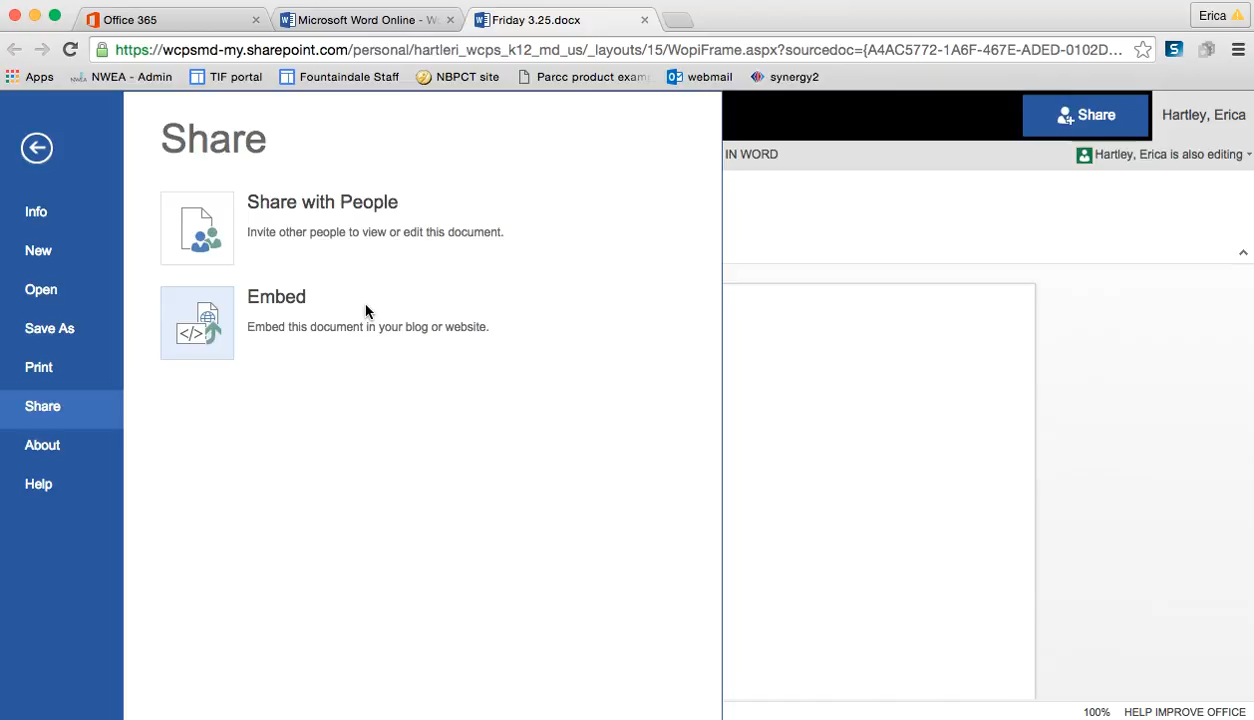 Office 365
Microsoft Word Online - W
Friday 3.25.docx
Erica
https://wcpsmd-my.sharepoint.com/personal/hartleri_wcps_k12_md_us/_layouts/15/WopiFrame.aspx?sourcedoc={A4AC5772-1A6F-467E-ADED-0102D...
S
Apps
NWEA - Admin
TIF portal
Fountaindale Staff
NBPCT site
Parcc product exam
webmail
synergy2
Share
Share
Hartley, Erica
IN WORD
Hartley, Erica is also editing
Info
New
Open
Save As
Print
Share
About
Help
Share with People
Invite other people to view or edit this document.
Embed
</>
Embed this document in your blog or website.
100%
HELP IMPROVE OFFICE